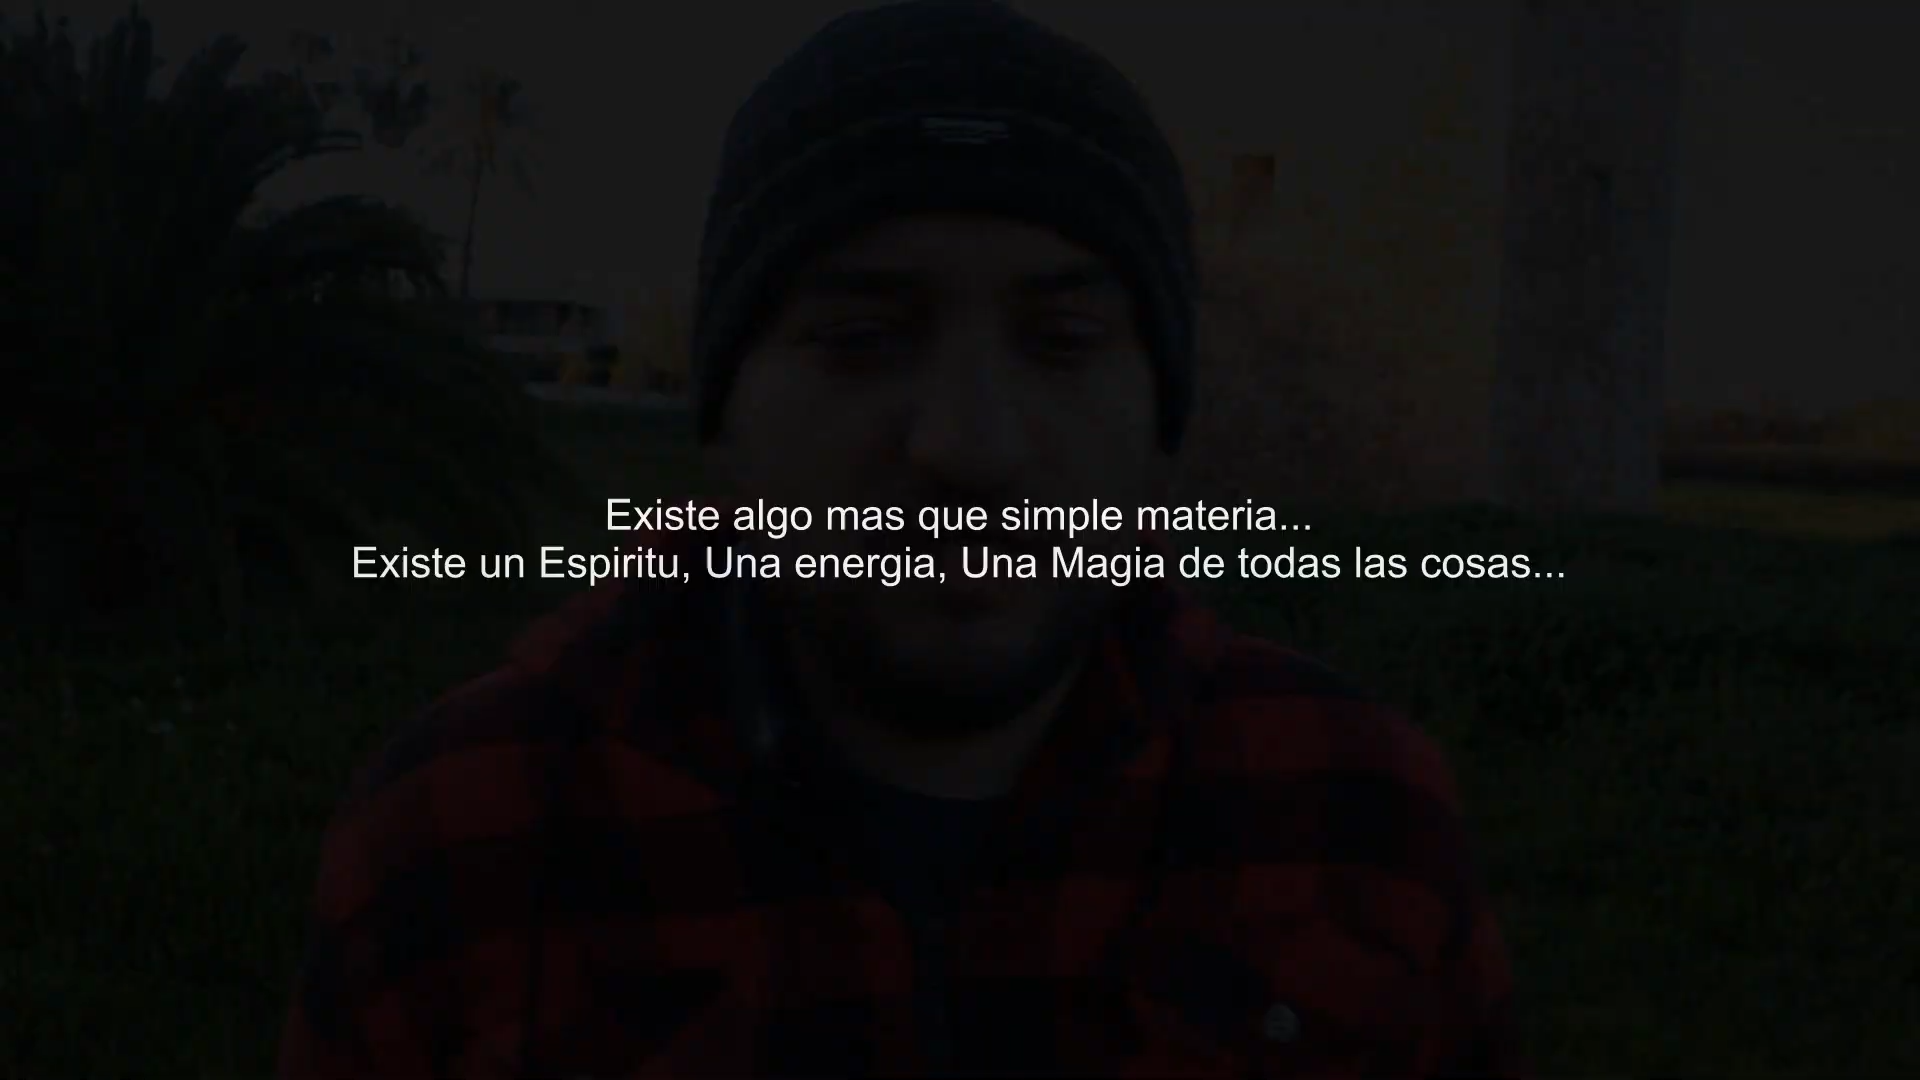 Existe algo mas que simple materia...
Existe un Espiritu, Una energia, Una Magia de todas las cosas...